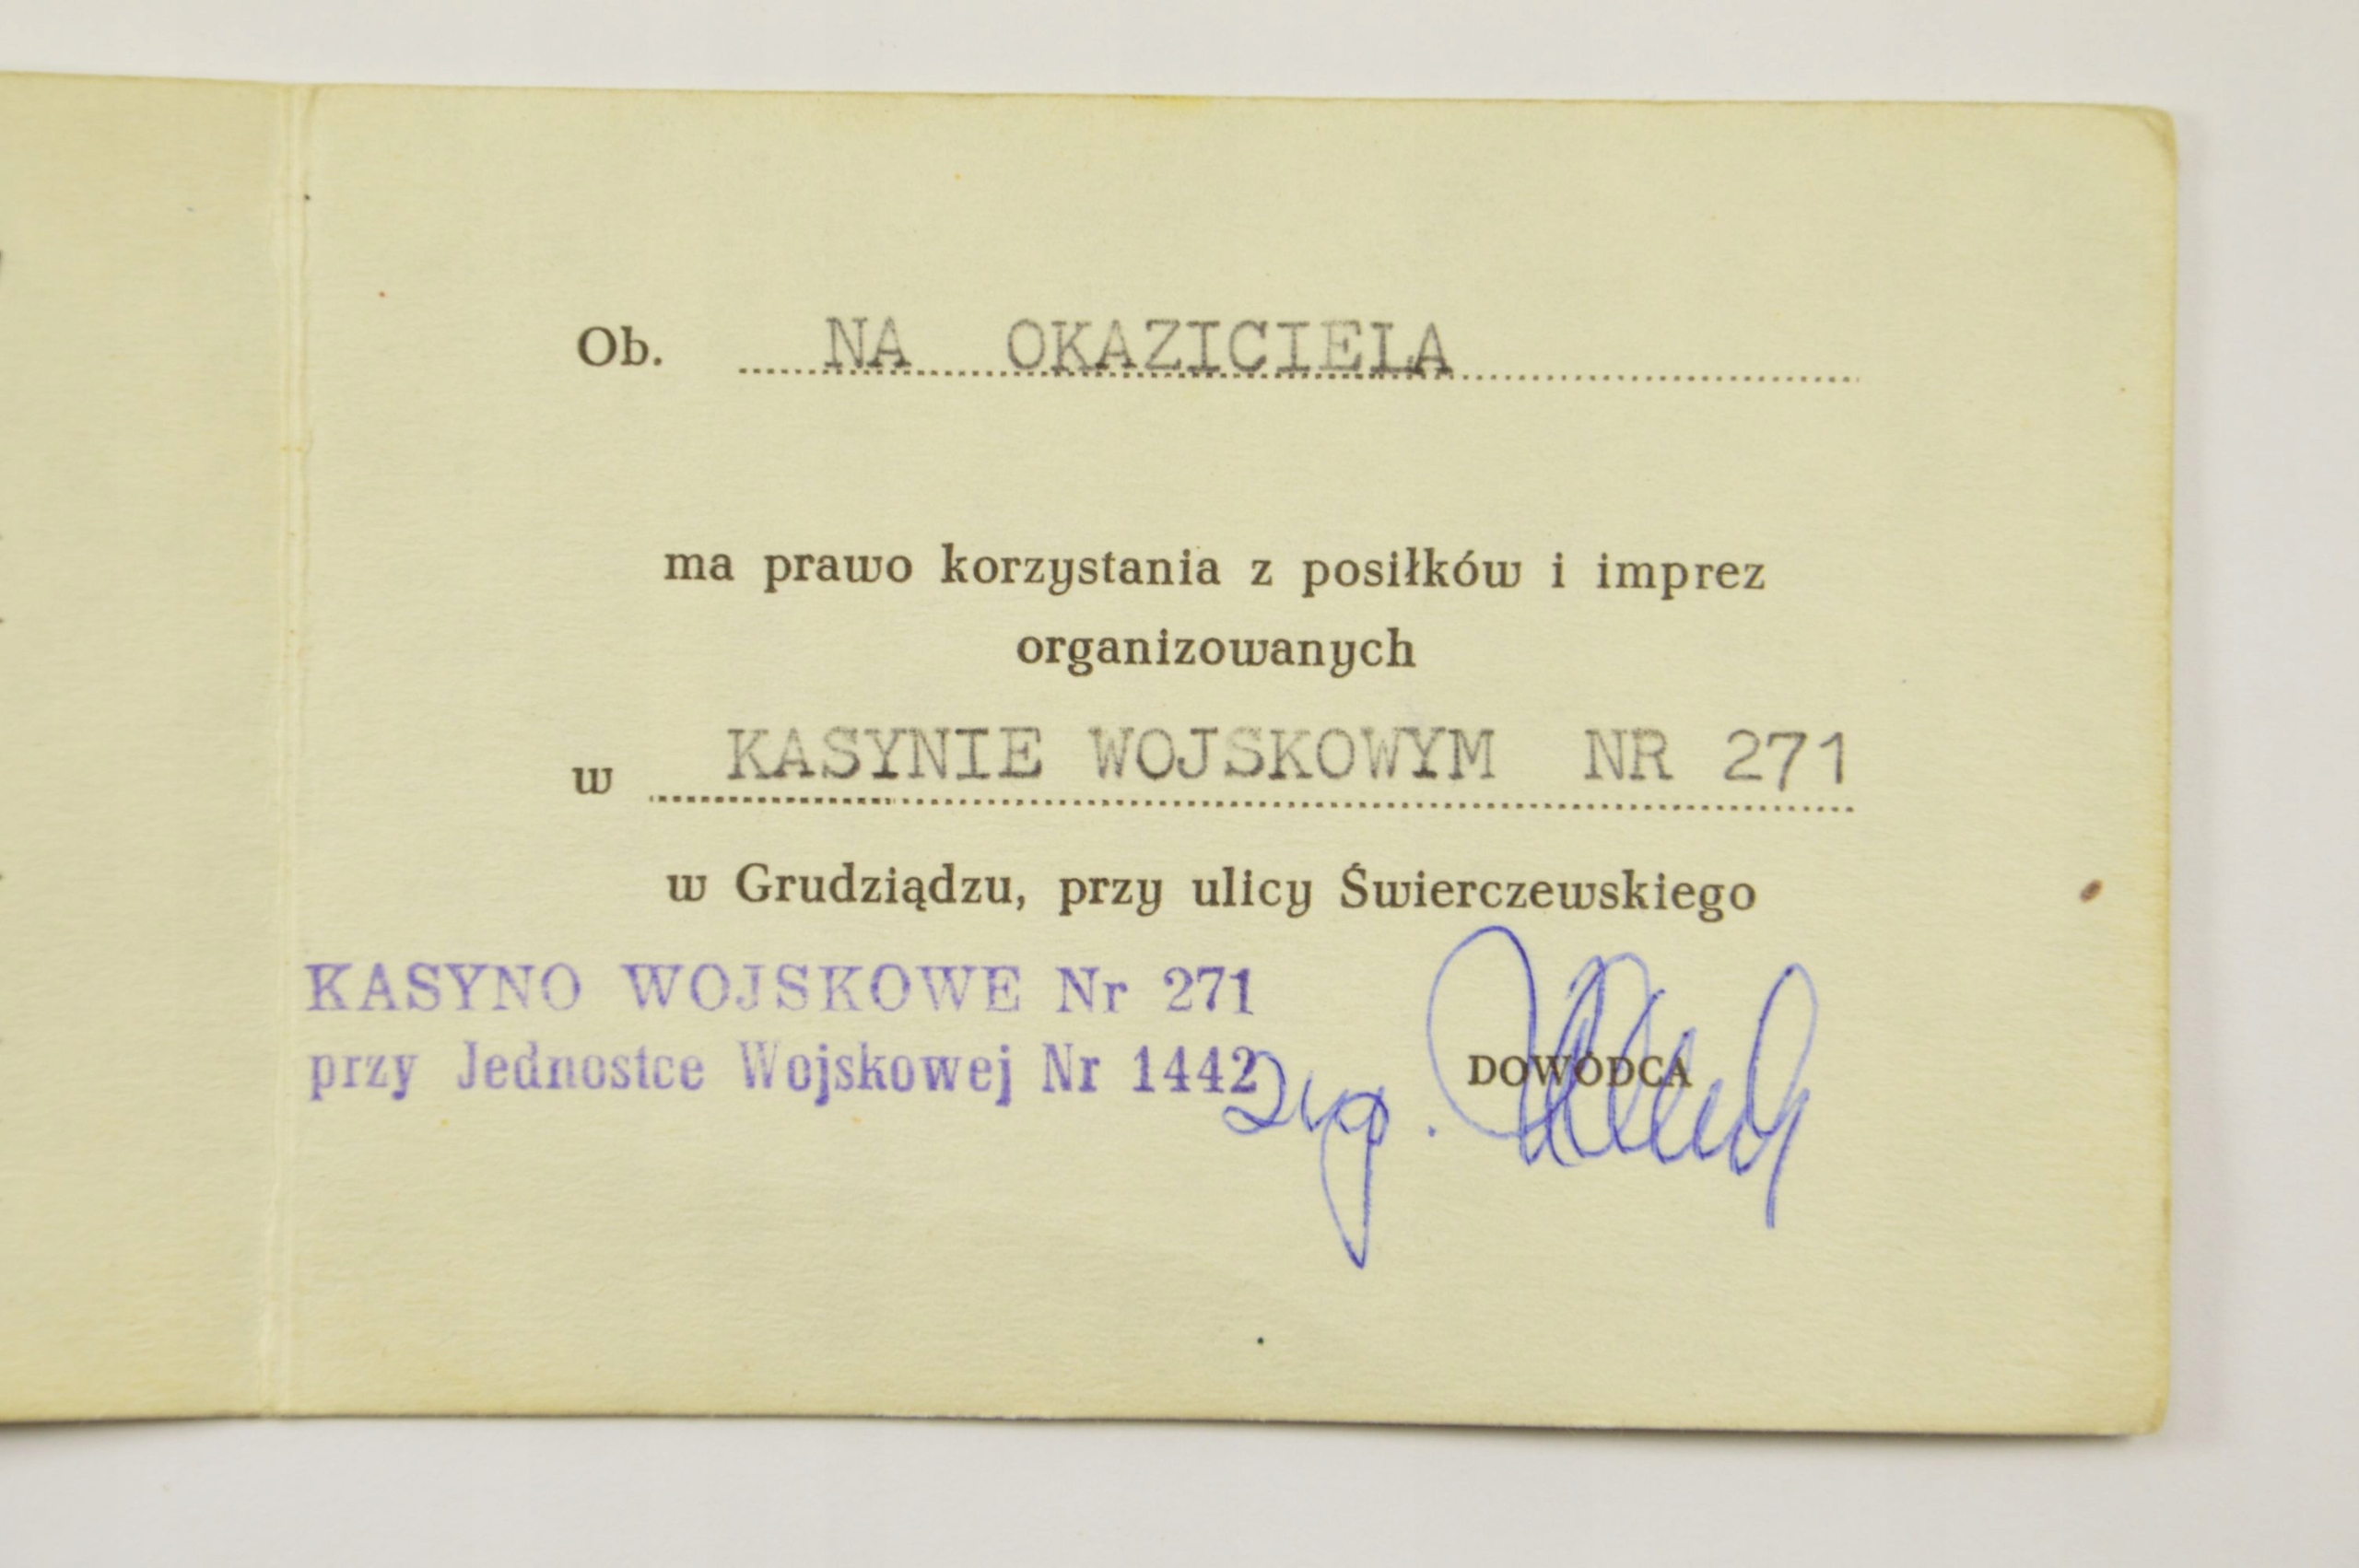 Ob. NA OKAZICIELA
ma prawo korzystania z posiłków i imprez
organizowanych
w KASYNIE WOJSKOWYM NR 271
w Grudziądzu, przy ulicy Świerczewskiego
KASYNO WOJSKOWE Nr 271
przy Jednostce Wojskowej Nr 1442
DOWÓDCA